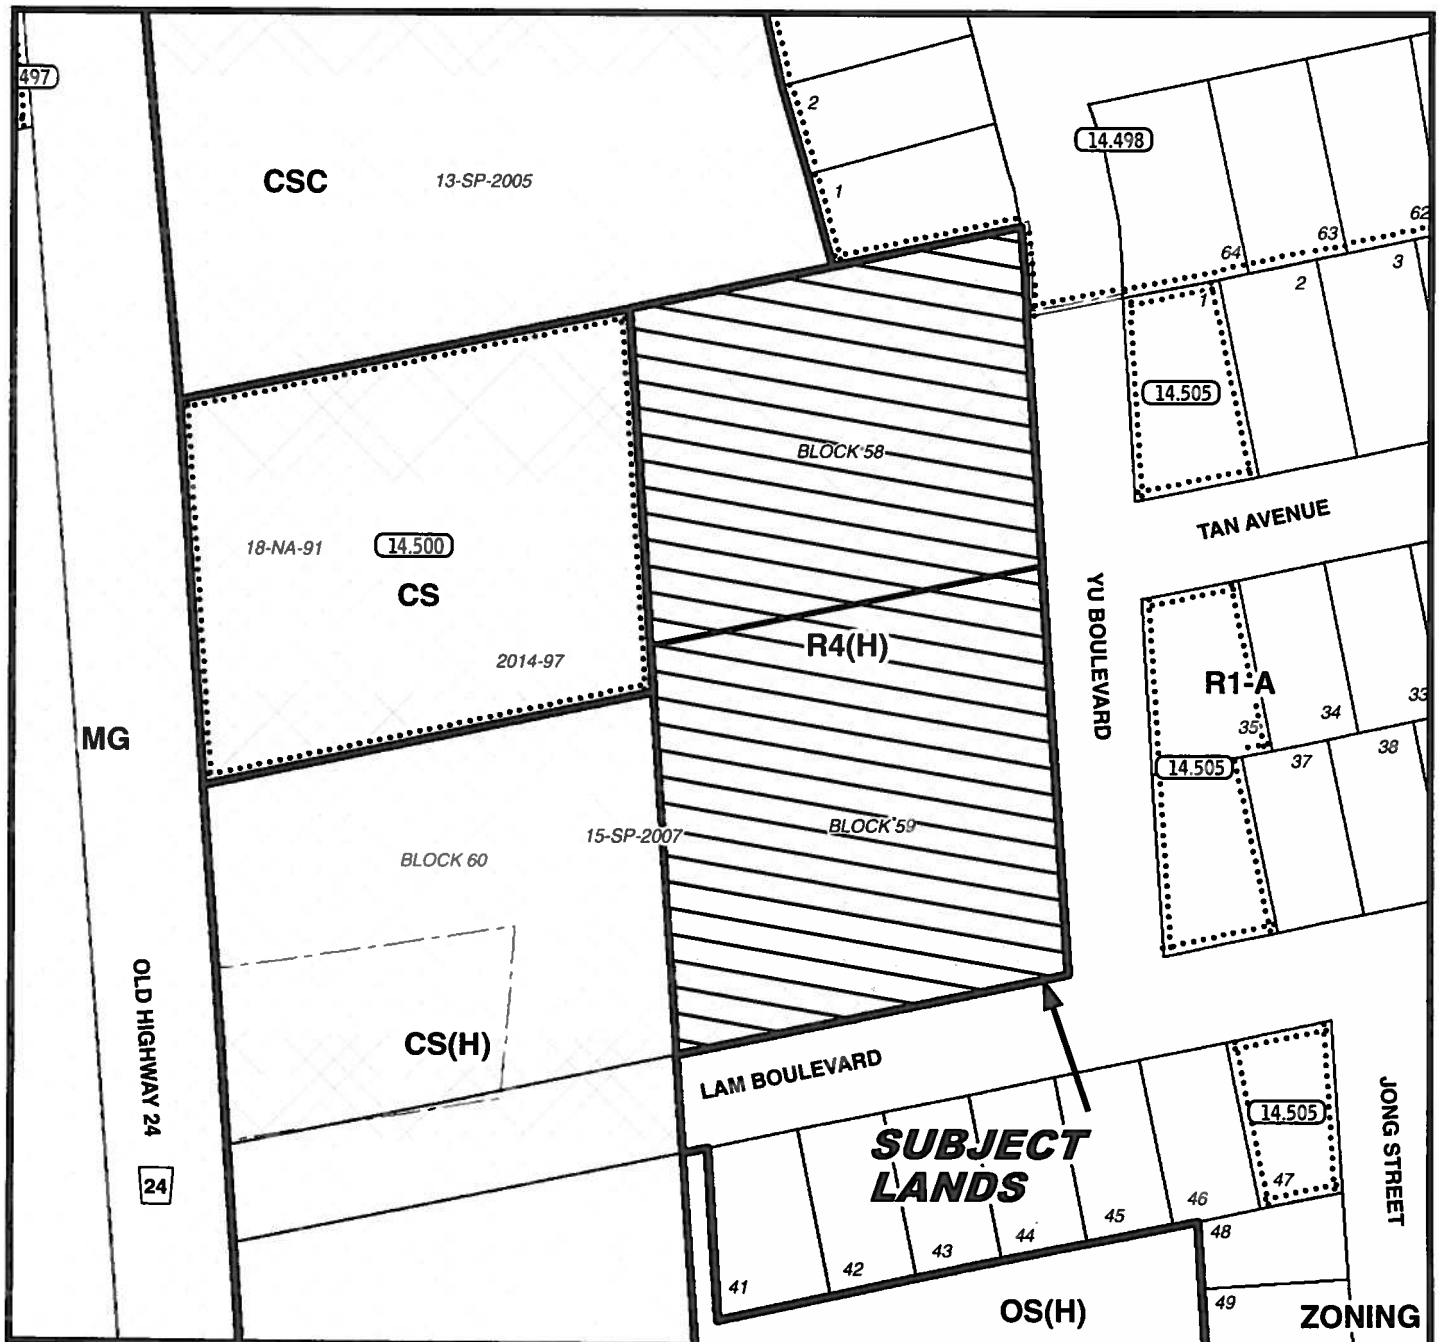 497
CSC
13-SP-2005
2
1
14.498
64
63
62
1
2
3
14.505
BLOCK 58
TAN AVENUE
18-NA-91
14.500
CS
2014-97
R4(H)
YU BOULEVARD
R1-A
35
34
33
37
38
14.505
MG
BLOCK 60
15-SP-2007
BLOCK 59
OLD HIGHWAY 24
24
CS(H)
LAM BOULEVARD
SUBJECT
LANDS
14.505
JONG STREET
41
42
43
44
45
46
47
48
49
OS(H)
ZONING